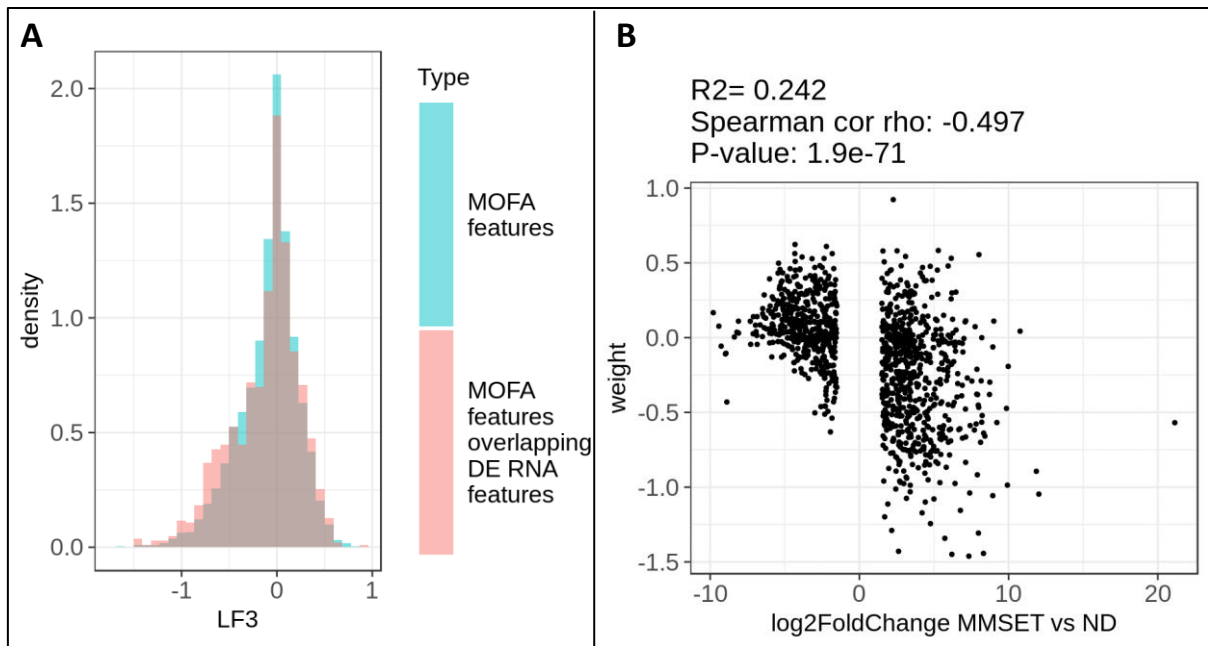 A
2.0
1.5
1.0
0.5
0.0
density
-1
0
1
LF3
Type
MOFA
features
MOFA
features
overlapping
DE RNA
features
B
R2= 0.242
Spearman cor rho: -0.497
P-value: 1.9e-71
1.0
0.5
0.0
-0.5
-1.0
-1.5
weight
-10
0
10
20
log2FoldChange MMSET vs ND